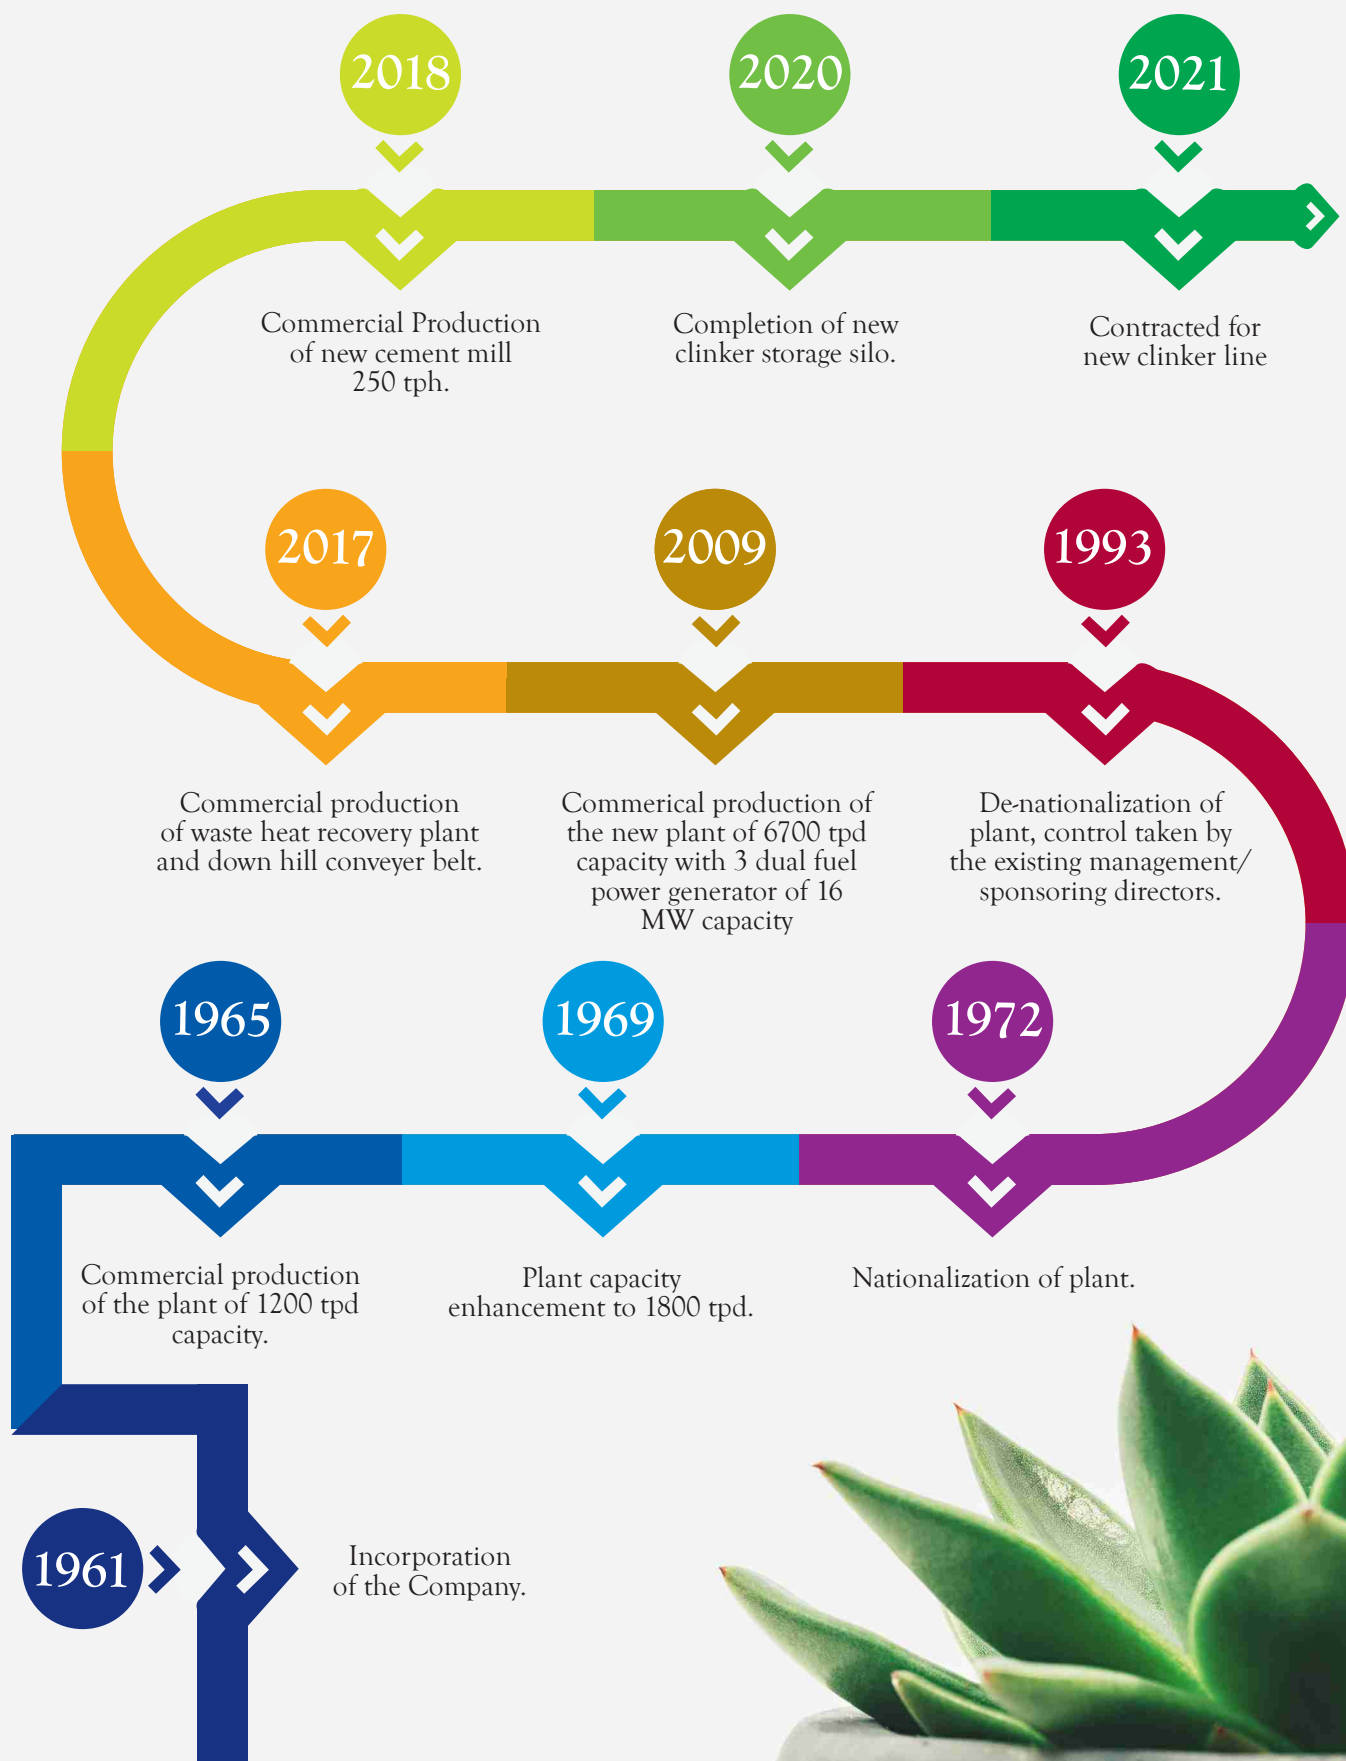 2018
Commercial Production
of new cement mill
250 tph.
2020
Completion of new
clinker storage silo.
2021
Contracted for
new clinker line
2017
Commercial production
of waste heat recovery plant
and down hill conveyer belt.
2009
Commerical production of
the new plant of 6700 tpd
capacity with 3 dual fuel
power generator of 16
MW capacity
1993
De-nationalization of
plant, control taken by
the existing management/
sponsoring directors.
1965
Commercial production
of the plant of 1200 tpd
capacity.
1969
Plant capacity
enhancement to 1800 tpd.
1972
Nationalization of plant.
1961
Incorporation
of the Company.